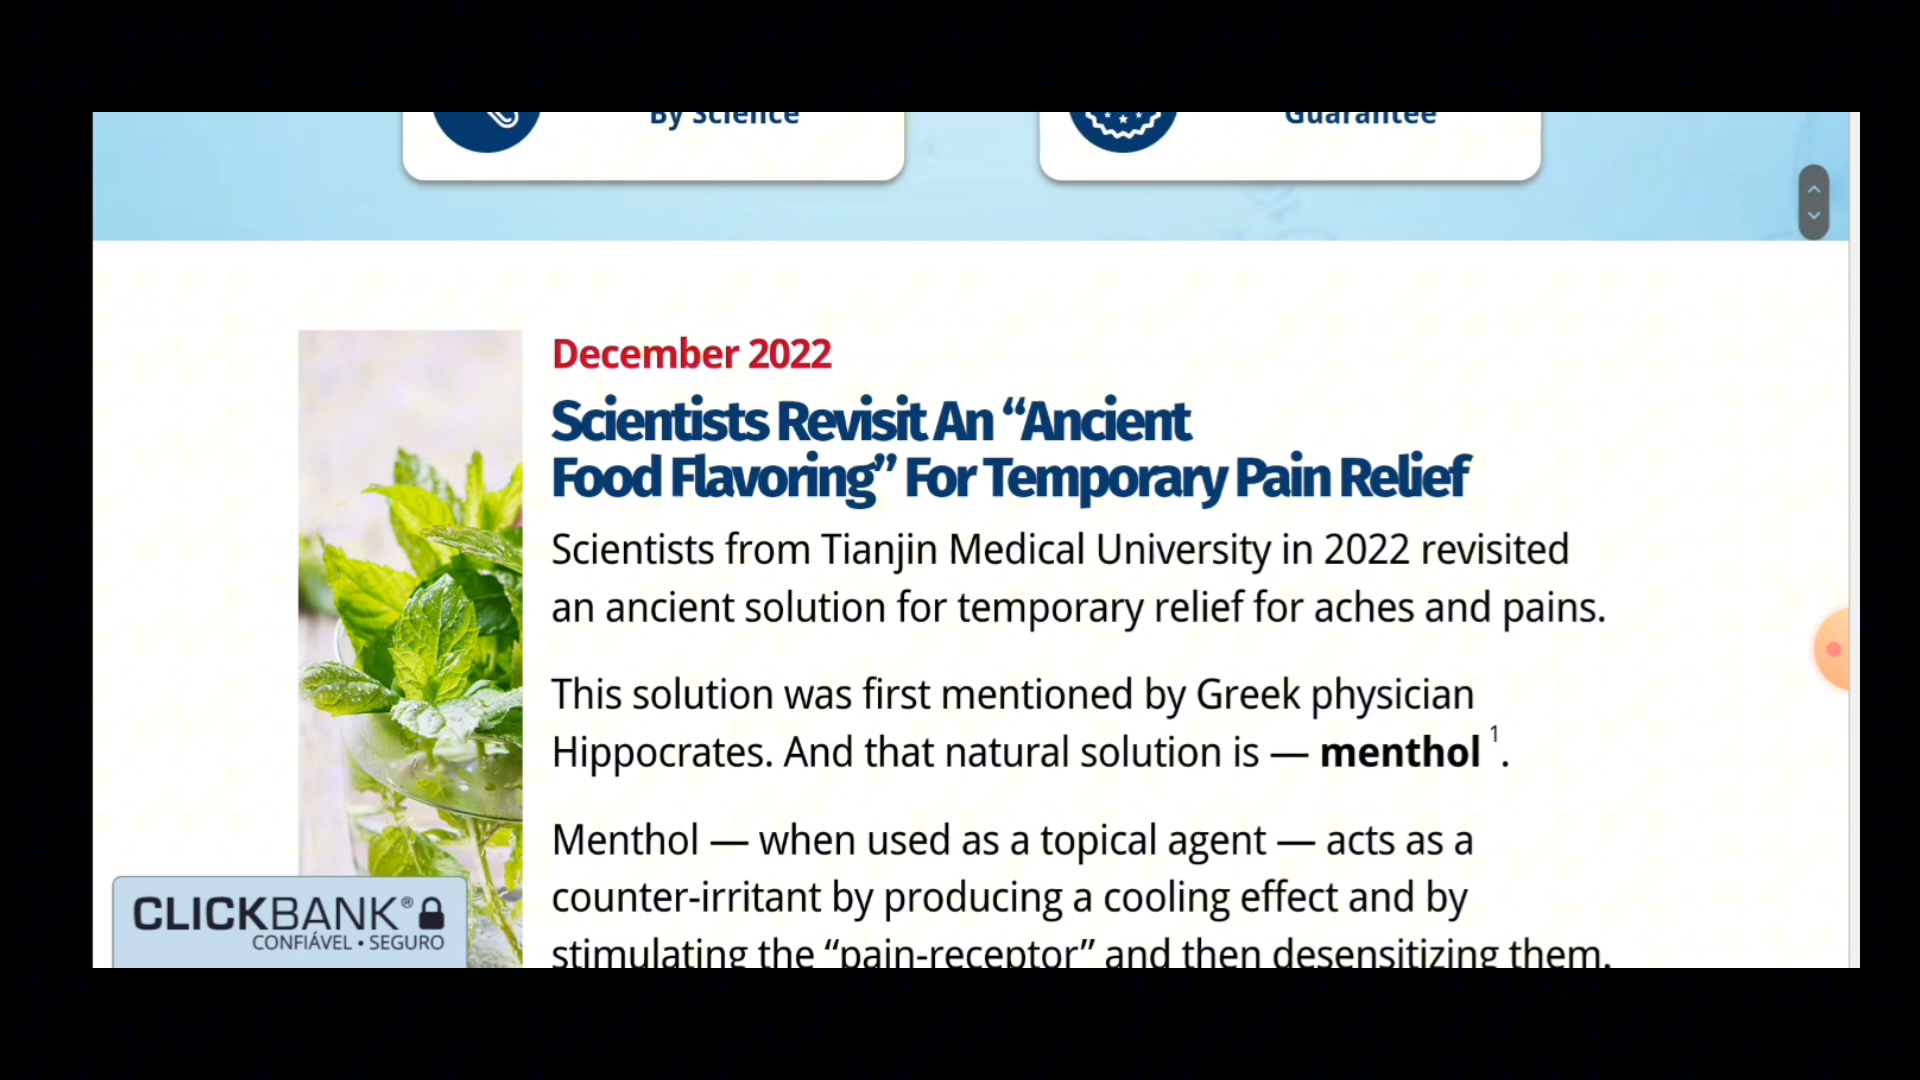 By Science
Guarantee
December 2022
Scientists Revisit An “Ancient
Food Flavoring” For Temporary Pain Relief
Scientists from Tianjin Medical University in 2022 revisited
an ancient solution for temporary relief for aches and pains.
This solution was first mentioned by Greek physician
Hippocrates. And that natural solution is — menthol ¹.
Menthol — when used as a topical agent — acts as a
counter-irritant by producing a cooling effect and by
stimulating the “pain-receptor” and then desensitizing them.
CLICKBANK®
CONFIÁVEL • SEGURO